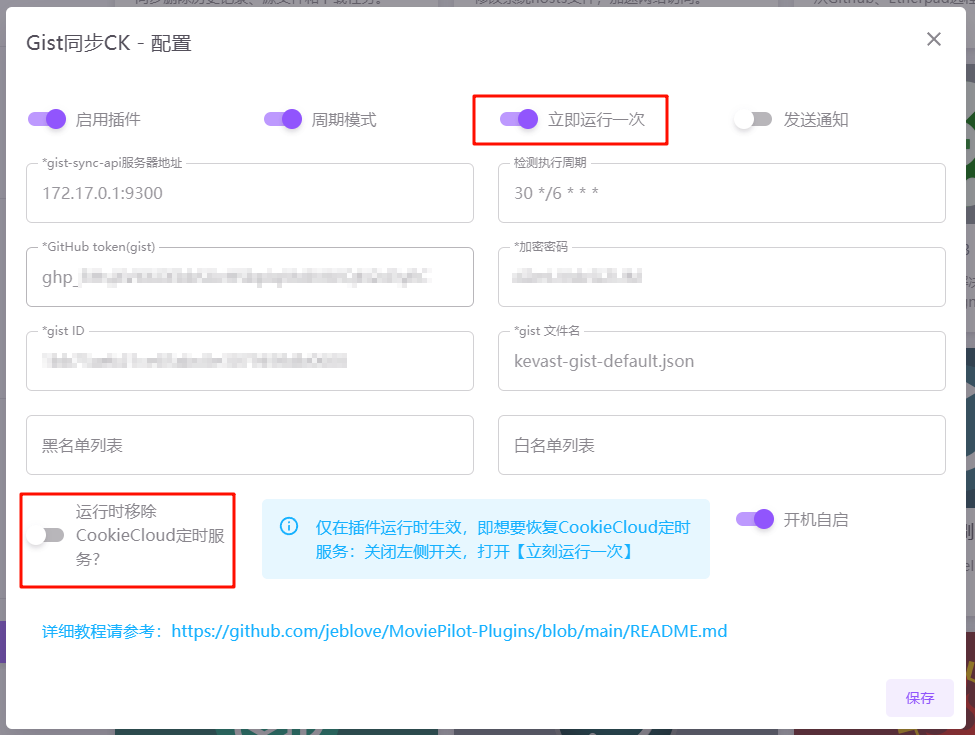 Gist同步CK - 配置
启用插件
周期模式
立即运行一次
发送通知
*gist-sync-api服务器地址
172.17.0.1:9300
检测执行周期
30 */6 * * *
*GitHub token(gist)
ghp_
*加密密码
*gist ID
*gist 文件名
kevast-gist-default.json
黑名单列表
白名单列表
运行时移除
CookieCloud定时服
务?
仅在插件运行时生效，即想要恢复CookieCloud定时
服务：关闭左侧开关，打开【立刻运行一次】
开机自启
详细教程请参考：https://github.com/jeblove/MoviePilot-Plugins/blob/main/README.md
保存